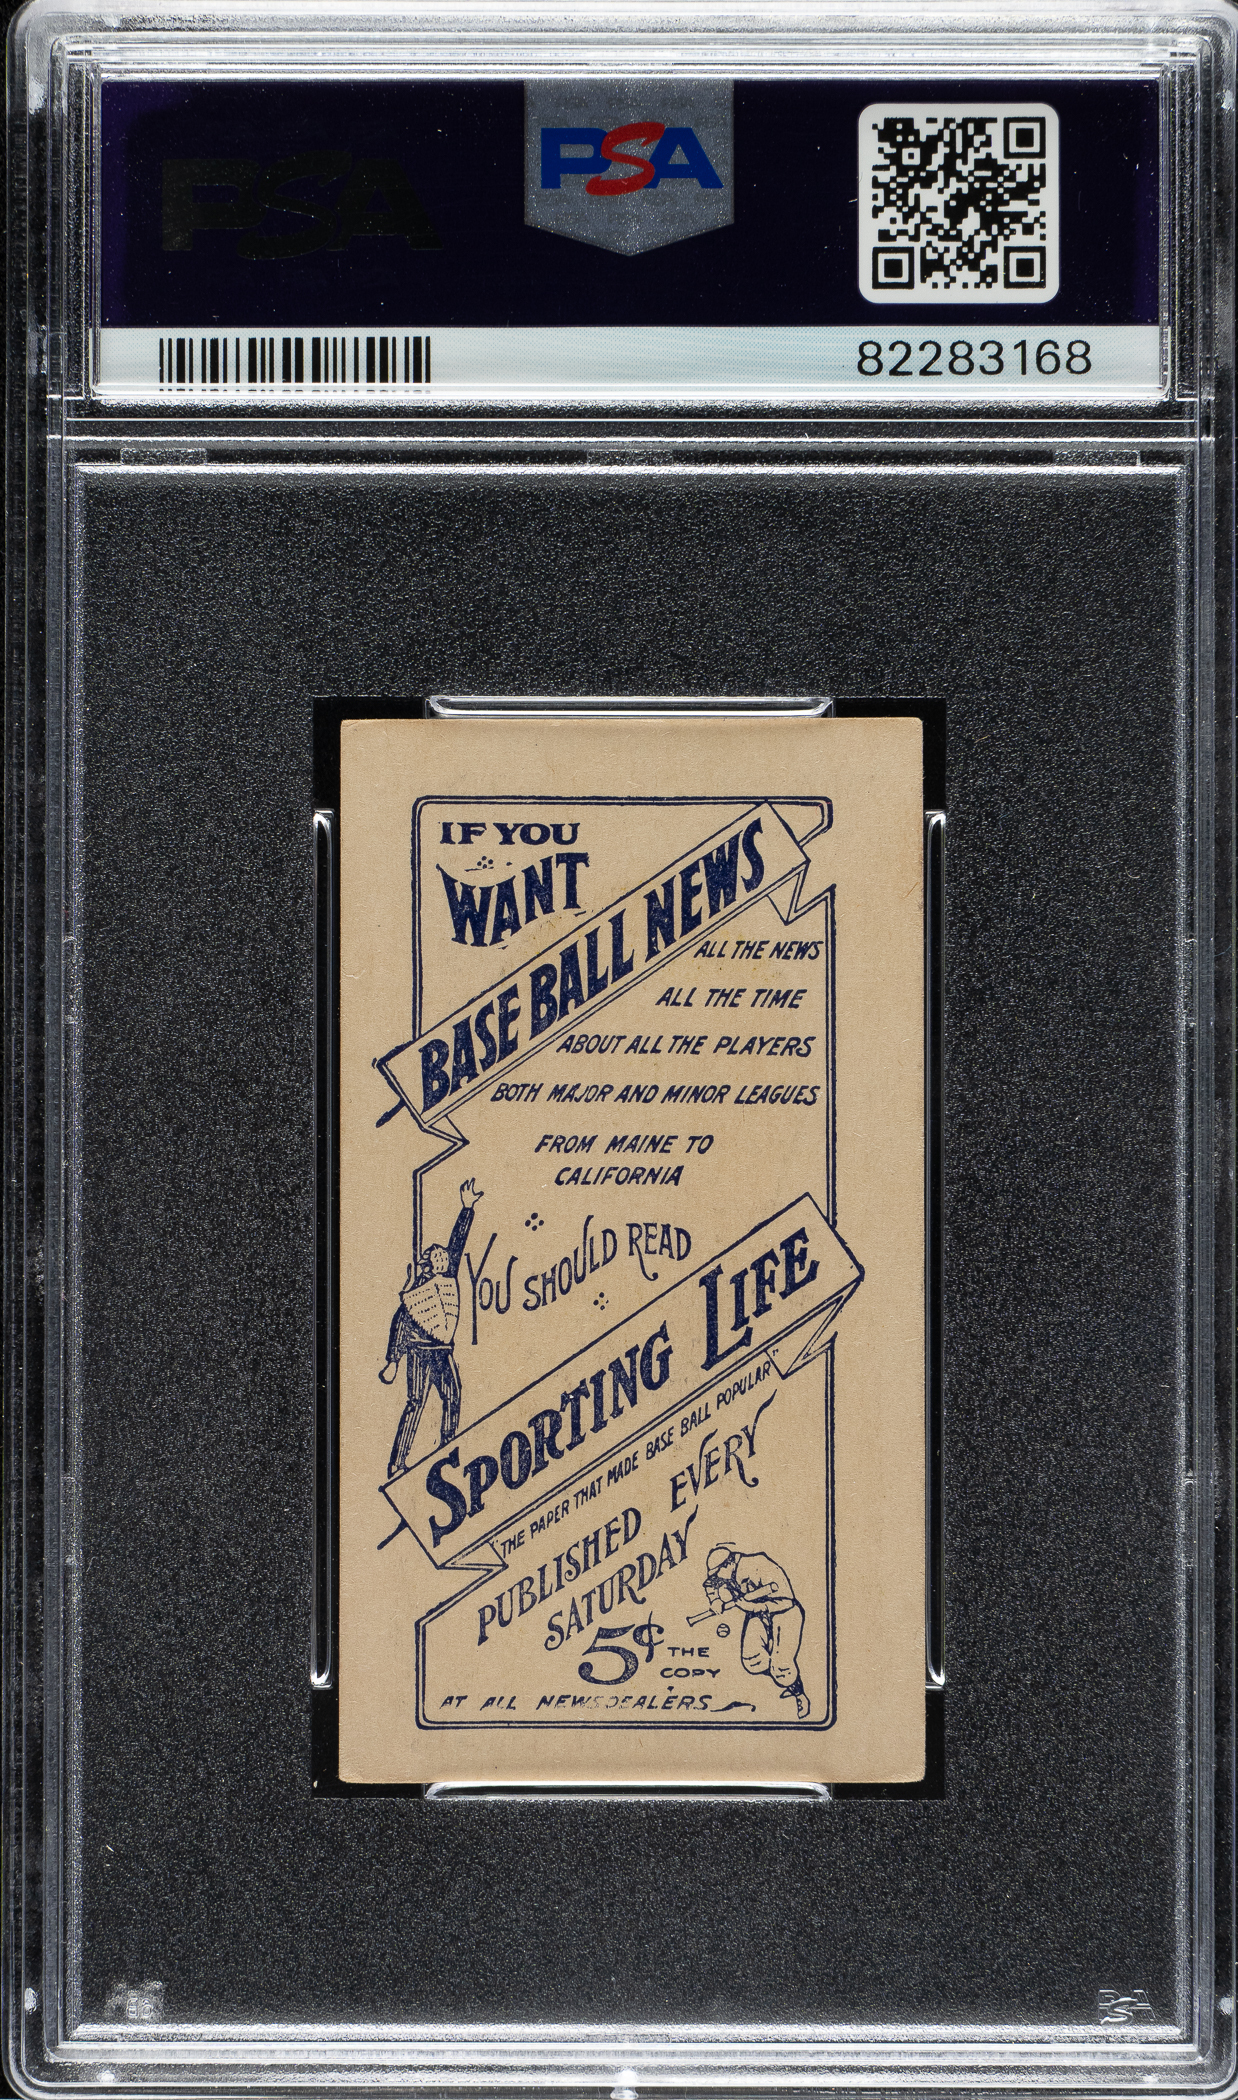 PSA
PSA
82283168
IF YOU
WANT
BASE BALL NEWS
ALL THE NEWS
ALL THE TIME
ABOUT ALL THE PLAYERS
BOTH MAJOR AND MINOR LEAGUES
FROM MAINE TO
CALIFORNIA
YOU SHOULD READ
SPORTING LIFE
"THE PAPER THAT MADE BASE BALL POPULAR"
PUBLISHED EVERY
SATURDAY
5¢ THE
COPY
AT ALL NEWSDEALERS
PSA